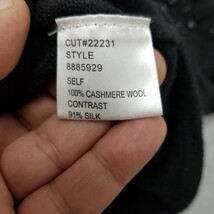 CUT#22231
STYLE
8885929
SELF
100% CASHMERE WOOL
CONTRAST
91% SILK